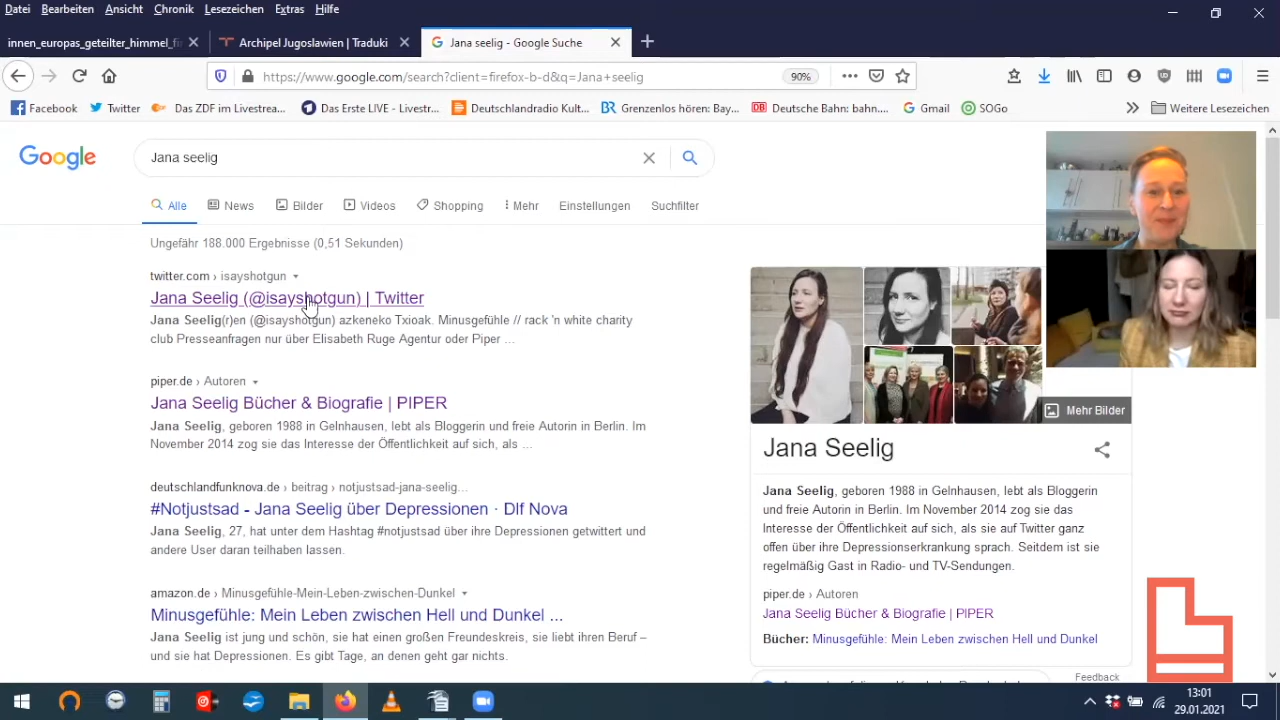 Datei Bearbeiten Ansicht Chronik Lesezeichen Extras Hilfe
innen_europas_geteilter_himmel_fi
Archipel Jugoslawien | Traduki
Jana seelig - Google Suche
https://www.google.com/search?client=firefox-b-d&q=Jana+seelig
90%
Facebook Twitter Das ZDF im Livestrea... Das Erste LIVE - Livestr... Deutschlandradio Kult... Grenzenlos hören: Bay... Deutsche Bahn: bahn.... Gmail SOGo Weitere Lesezeichen
Google
Jana seelig
Alle News Bilder Videos Shopping Mehr Einstellungen Suchfilter
Ungefähr 188.000 Ergebnisse (0,51 Sekunden)
twitter.com › isayshotgun
Jana Seelig (@isayshotgun) | Twitter
Jana Seelig(r)en (@isayshotgun) azkeneko Txioak. Minusgefühle // rack 'n white charity
club Presseanfragen nur über Elisabeth Ruge Agentur oder Piper ...
piper.de › Autoren
Jana Seelig Bücher & Biografie | PIPER
Jana Seelig, geboren 1988 in Gelnhausen, lebt als Bloggerin und freie Autorin in Berlin. Im
November 2014 zog sie das Interesse der Öffentlichkeit auf sich, als ...
deutschlandfunknova.de › beitrag › notjustsad-jana-seelig...
#Notjustsad - Jana Seelig über Depressionen · Dlf Nova
Jana Seelig, 27, hat unter dem Hashtag #notjustsad über ihre Depressionen getwittert und
andere User daran teilhaben lassen.
amazon.de › Minusgefühle-Mein-Leben-zwischen-Dunkel
Minusgefühle: Mein Leben zwischen Hell und Dunkel ...
Jana Seelig ist jung und schön, sie hat einen großen Freundeskreis, sie liebt ihren Beruf –
und sie hat Depressionen. Es gibt Tage, an denen geht gar nichts.
Mehr Bilder
Jana Seelig
Jana Seelig, geboren 1988 in Gelnhausen, lebt als Bloggerin
und freie Autorin in Berlin. Im November 2014 zog sie das
Interesse der Öffentlichkeit auf sich, als sie auf Twitter ganz
offen über ihre Depressionserkrankung sprach. Seitdem ist sie
regelmäßig Gast in Radio- und TV-Sendungen.
piper.de › Autoren
Jana Seelig Bücher & Biografie | PIPER
Bücher: Minusgefühle: Mein Leben zwischen Hell und Dunkel
Feedback
13:01
29.01.2021